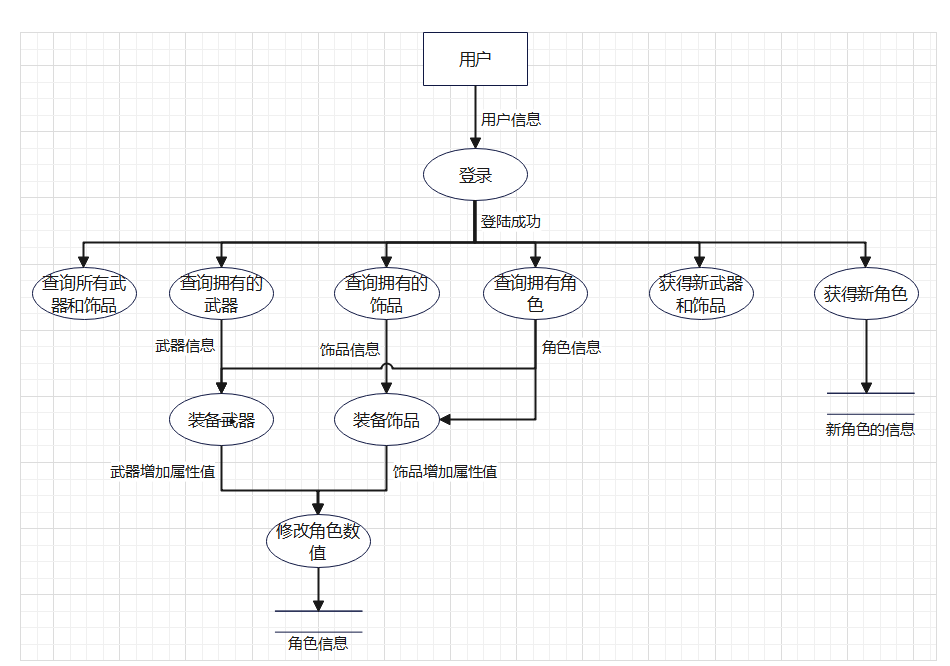 用户
用户信息
登录
登陆成功
查询所有武
器和饰品
查询拥有的
武器
查询拥有的
饰品
查询拥有角
色
获得新武器
和饰品
获得新角色
武器信息
饰品信息
角色信息
装备武器
装备饰品
新角色的信息
武器增加属性值
饰品增加属性值
修改角色数
值
角色信息